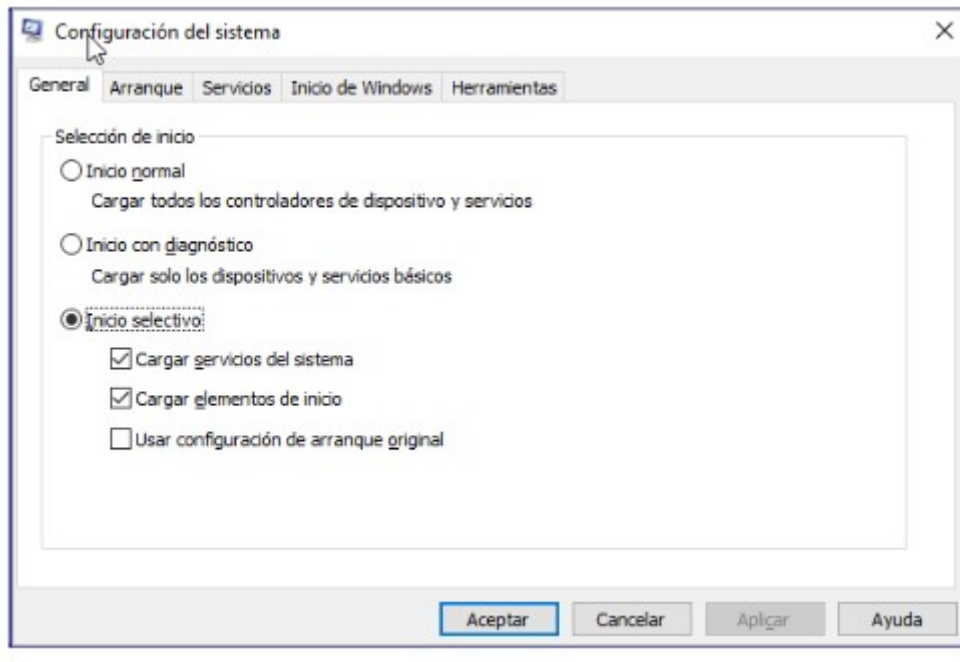 Configuración del sistema
General Arranque Servicios Inicio de Windows Herramientas
Selección de inicio
Inicio normal
Cargar todos los controladores de dispositivo y servicios
Inicio con diagnóstico
Cargar solo los dispositivos y servicios básicos
Inicio selectivo
Cargar servicios del sistema
Cargar elementos de inicio
Usar configuración de arranque original
Aceptar Cancelar Aplicar Ayuda